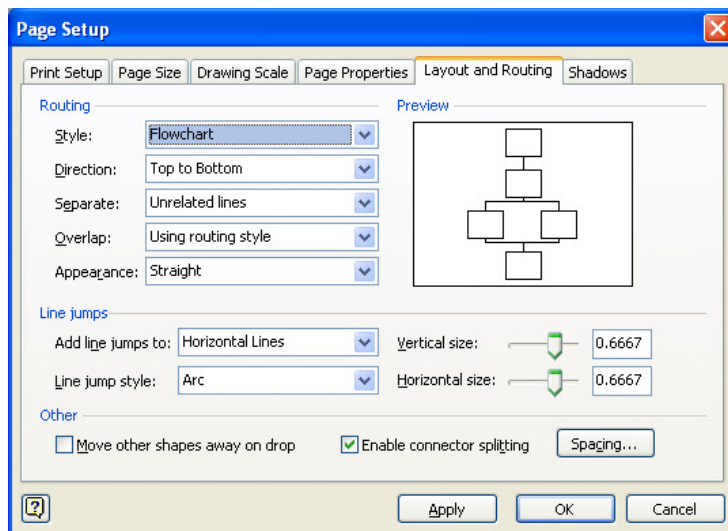 Page Setup
Print Setup Page Size Drawing Scale Page Properties Layout and Routing Shadows
Routing Preview
Style: Flowchart
Direction: Top to Bottom
Separate: Unrelated lines
Overlap: Using routing style
Appearance: Straight
Line jumps
Add line jumps to: Horizontal Lines Vertical size: 0.6667
Line jump style: Arc Horizontal size: 0.6667
Other
Move other shapes away on drop Enable connector splitting Spacing...
? Apply OK Cancel